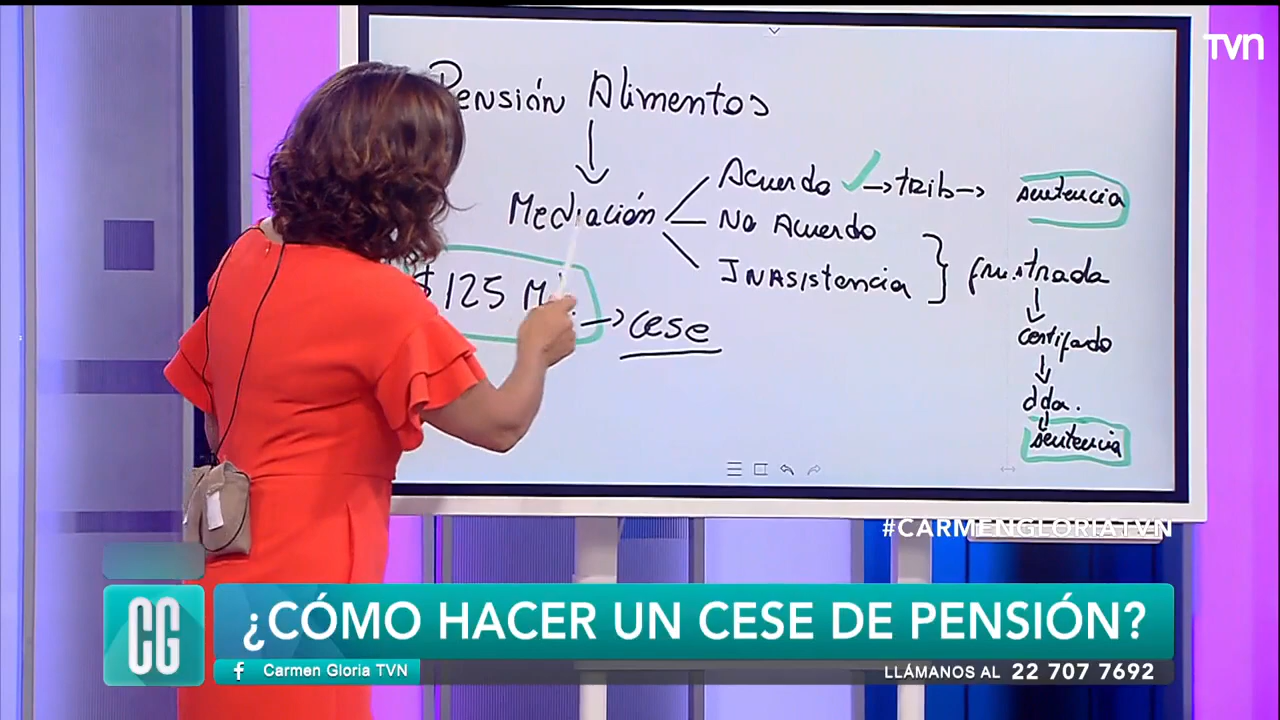 TVN
Pensión Alimentos
Acuerdo ✓ → trib → sentencia
Mediación
No Acuerdo
Inasistencia } frustrada
$125 M
→ cese
certificado
dda.
sentencia
#CARMENGLORIATVN
CG
¿CÓMO HACER UN CESE DE PENSIÓN?
f Carmen Gloria TVN
LLÁMANOS AL 22 707 7692